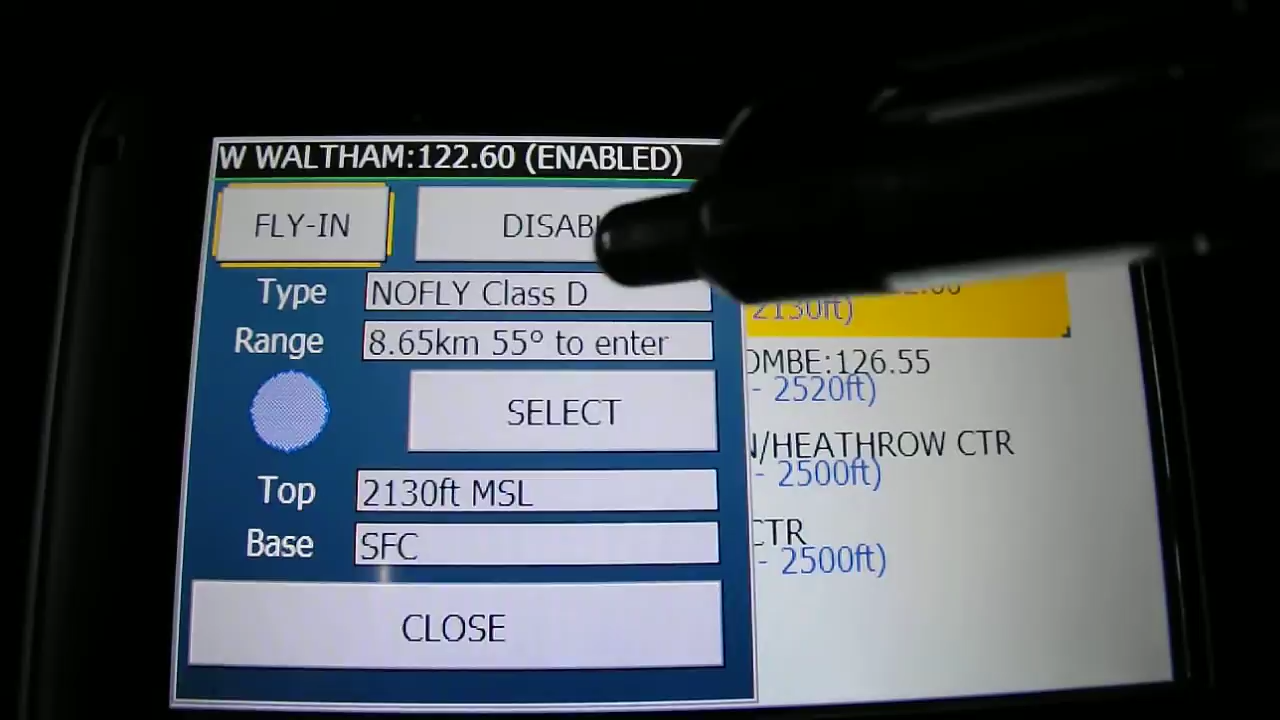 W WALTHAM:122.60 (ENABLED)
FLY-IN
DISAB
Type
NOFLY Class D
Range
8.65km 55º to enter
SELECT
Top
2130ft MSL
Base
SFC
CLOSE
2130ft)
OMBE:126.55
- 2520ft)
N/HEATHROW CTR
- 2500ft)
CTR
- 2500ft)